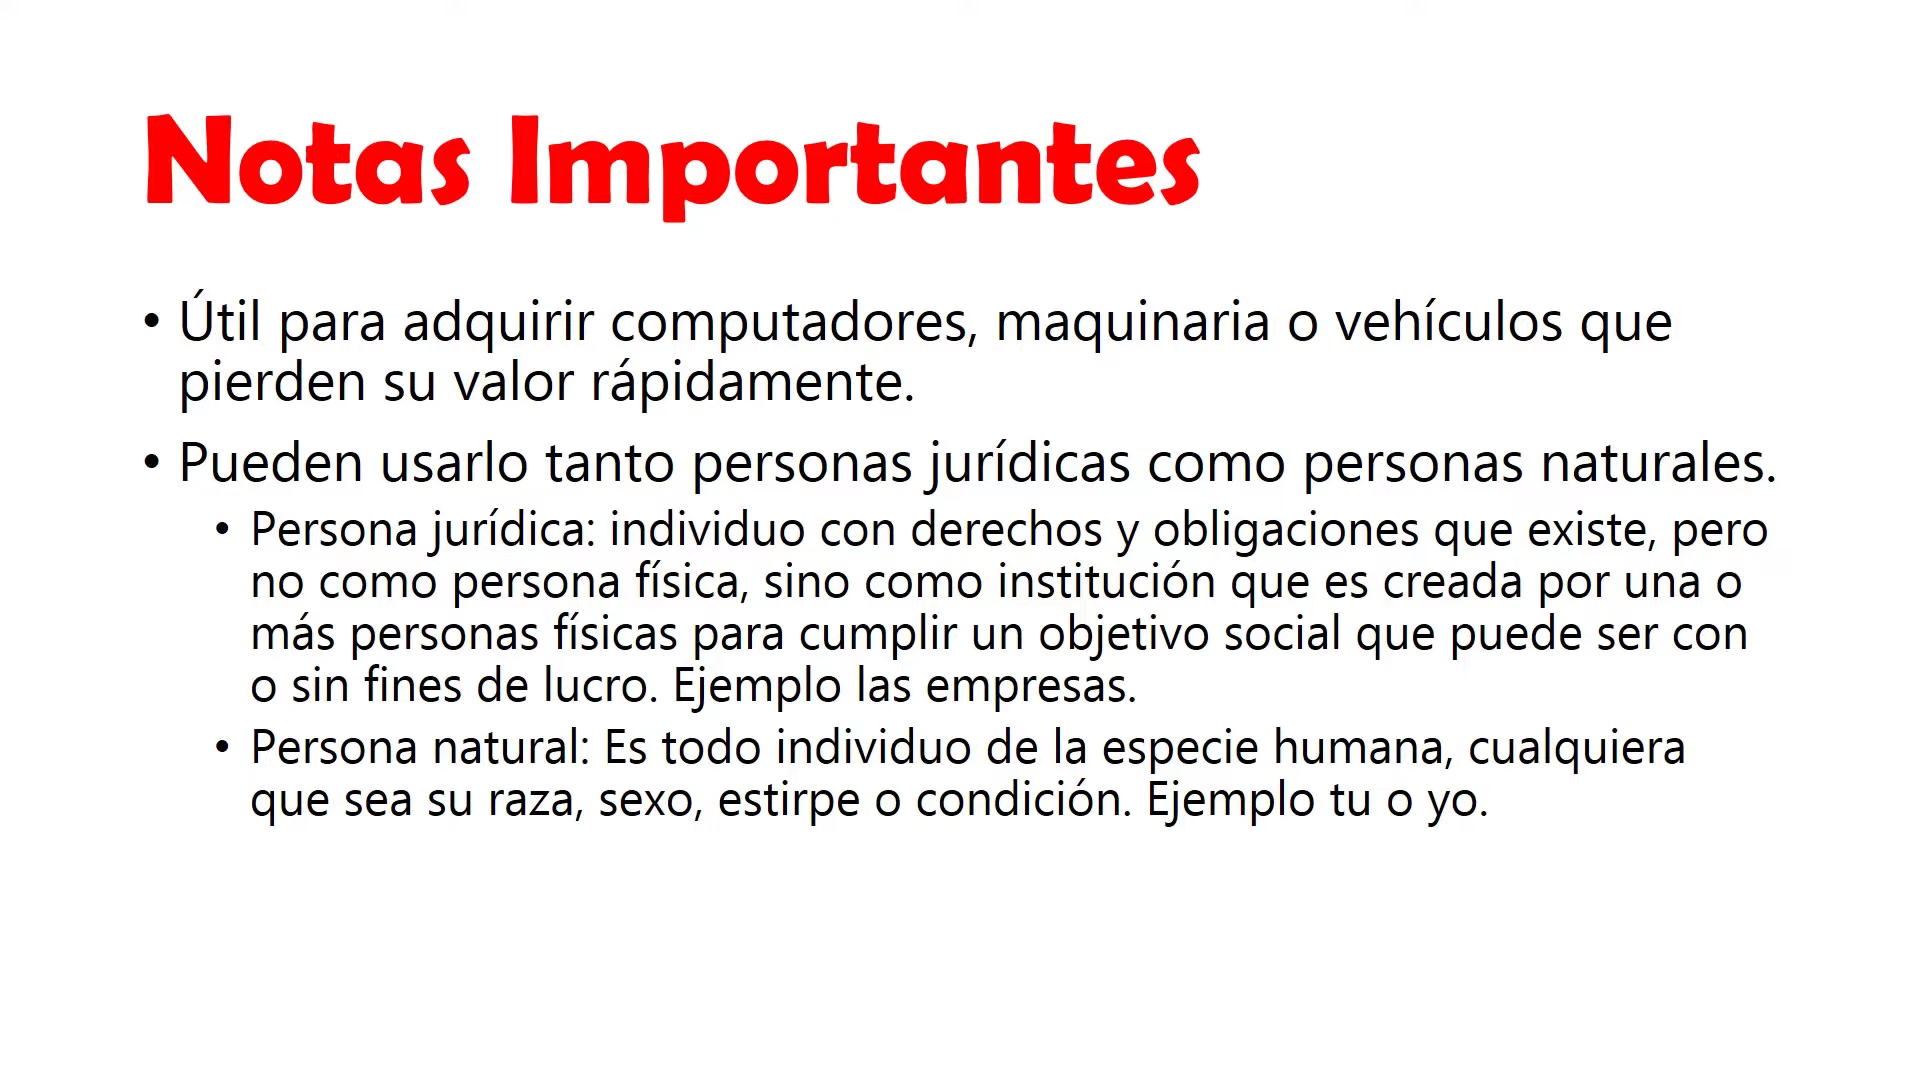 Notas Importantes
• Útil para adquirir computadores, maquinaria o vehículos que
pierden su valor rápidamente.
• Pueden usarlo tanto personas jurídicas como personas naturales.
• Persona jurídica: individuo con derechos y obligaciones que existe, pero
no como persona física, sino como institución que es creada por una o
más personas físicas para cumplir un objetivo social que puede ser con
o sin fines de lucro. Ejemplo las empresas.
• Persona natural: Es todo individuo de la especie humana, cualquiera
que sea su raza, sexo, estirpe o condición. Ejemplo tu o yo.